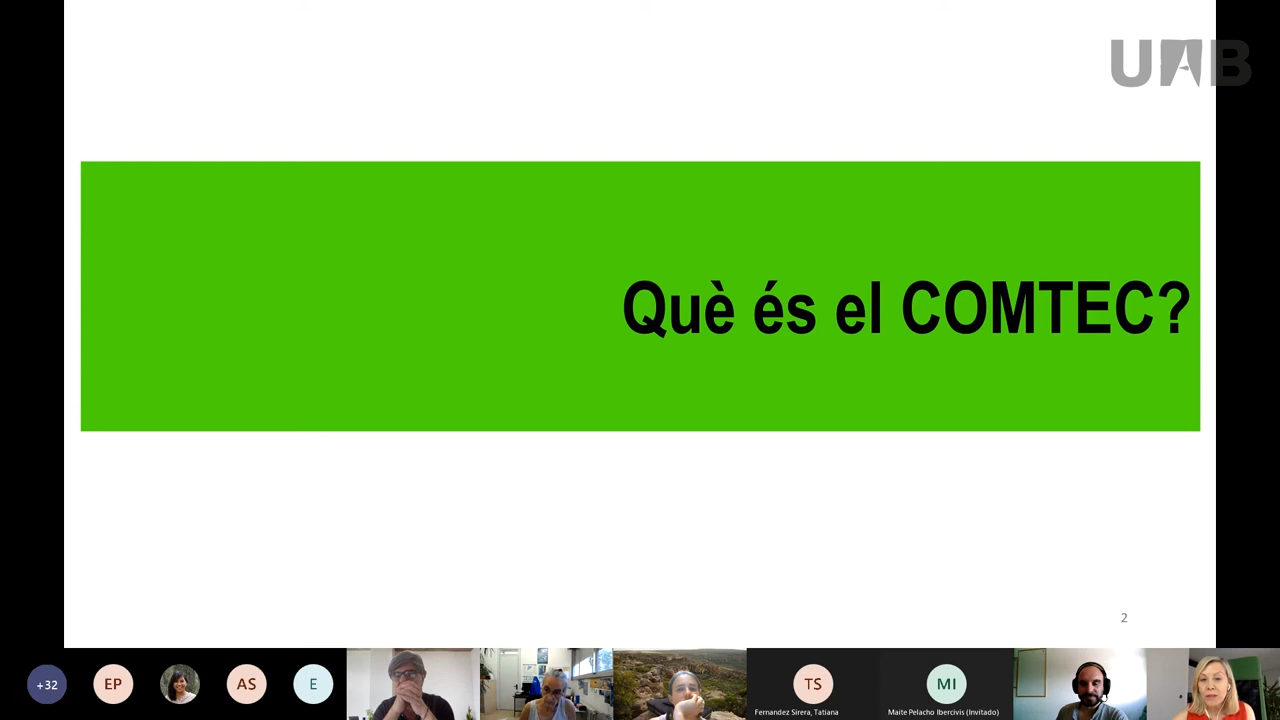 UAB
Què és el COMTEC?
2
+32
EP
AS
E
TS
Fernandez Sirera, Tatiana
MI
Maite Pelacho Ibercivis (Invitado)